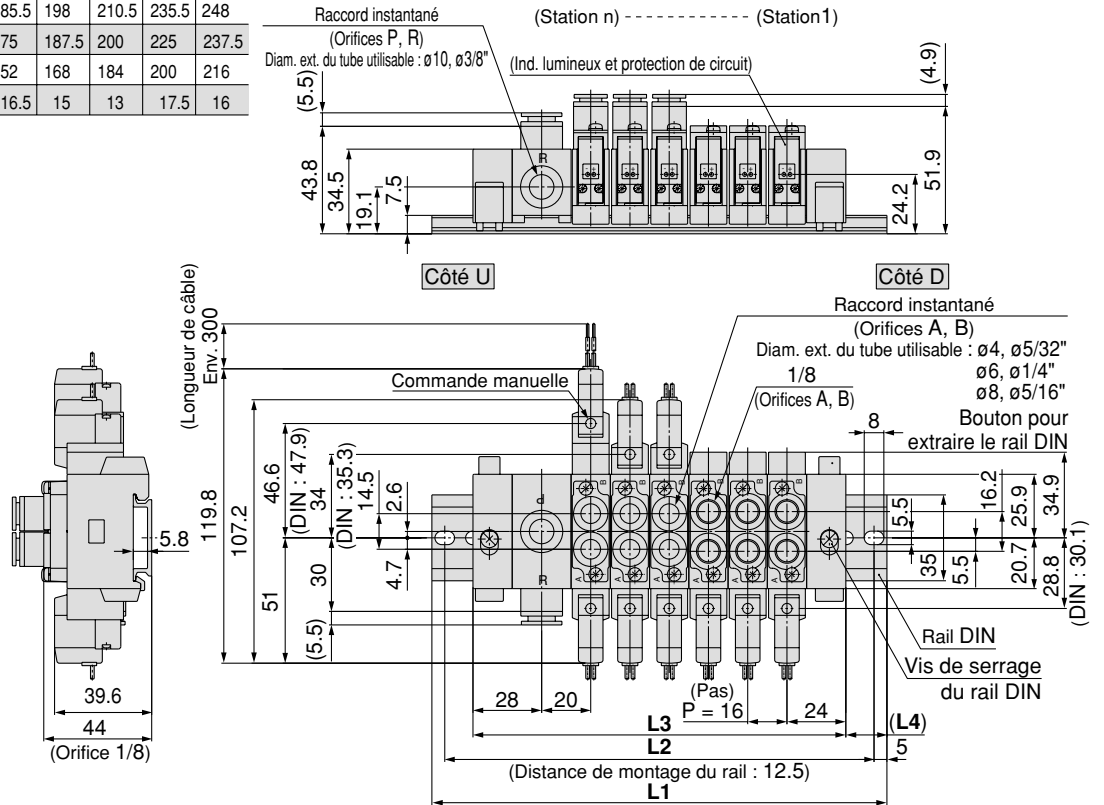 85.5 198 210.5 235.5 248
75 187.5 200 225 237.5
52 168 184 200 216
16.5 15 13 17.5 16
Raccord instantané
(Orifices P, R)
Diam. ext. du tube utilisable : ø10, ø3/8"
(Station n) (Station1)
(Ind. lumineux et protection de circuit)
(5.5)
43.8
34.5
19.1
7.5
R
(4.9)
51.9
24.2
Côté U
Côté D
Raccord instantané
(Orifices A, B)
Diam. ext. du tube utilisable : ø4, ø5/32"
ø6, ø1/4"
ø8, ø5/16"
1/8
(Orifices A, B)
Bouton pour
extraire le rail DIN
(Longueur de câble)
Env. 300
Commande manuelle
119.8
107.2
46.6
(DIN : 47.9)
34
(DIN : 35.3)
14.5
2.6
4.7
30
51
(5.5)
P
R
B B B B B B
A A A A A A
8
5.5
16.2
25.9
34.9
35
5.5
20.7
28.8
(DIN : 30.1)
5.8
39.6
44
(Orifice 1/8)
Rail DIN
Vis de serrage
du rail DIN
28
20
(Pas)
P = 16
24
L3
(L4)
L2
5
(Distance de montage du rail : 12.5)
L1